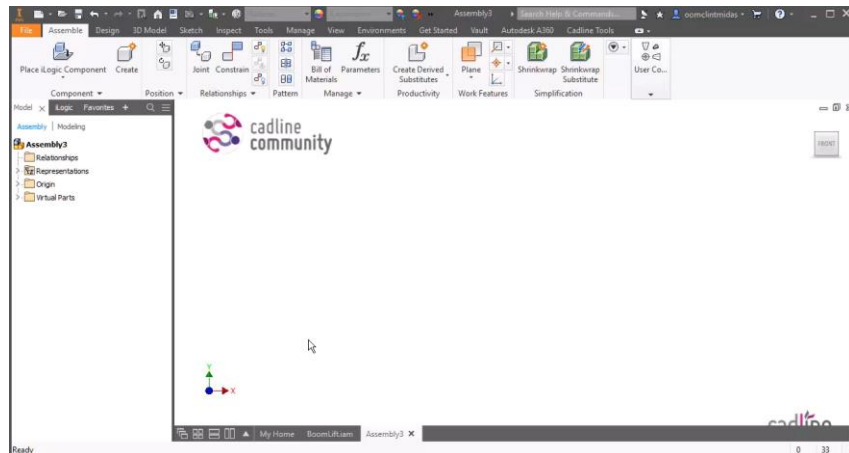 Assembly3 Search Help & Commands... oomclintmidas
File Assemble Design 3D Model Sketch Inspect Tools Manage View Environments Get Started Vault Autodesk A360 Cadline Tools
Place iLogic Component Create Joint Constrain Bill of Materials Parameters Create Derived Substitutes Plane Shrinkwrap Shrinkwrap Substitute User Co...
Component Position Relationships Pattern Manage Productivity Work Features Simplification
Model iLogic Favorites +
Assembly | Modeling
Assembly3
Relationships
Representations
Origin
Virtual Parts
cadline
community
FRONT
Y
X
cadline
My Home BoomLift.iam Assembly3
Ready 0 33